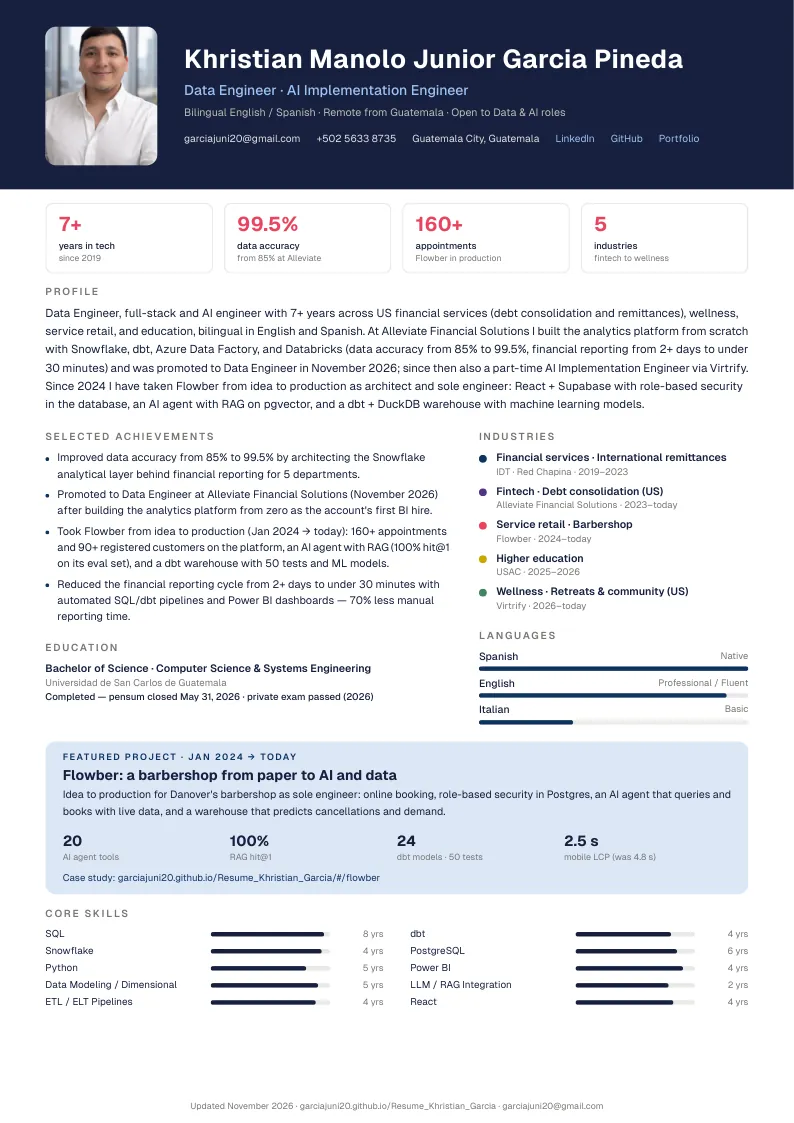 Khristian Manolo Junior Garcia Pineda
Data Engineer · AI Implementation Engineer
Bilingual English / Spanish · Remote from Guatemala · Open to Data & AI roles
garciajuni20@gmail.com +502 5633 8735 Guatemala City, Guatemala LinkedIn GitHub Portfolio
7+
years in tech
since 2019
99.5%
data accuracy
from 85% at Alleviate
160+
appointments
Flowber in production
5
industries
fintech to wellness
PROFILE
Data Engineer, full-stack and AI engineer with 7+ years across US financial services (debt consolidation and remittances), wellness,
service retail, and education, bilingual in English and Spanish. At Alleviate Financial Solutions I built the analytics platform from scratch
with Snowflake, dbt, Azure Data Factory, and Databricks (data accuracy from 85% to 99.5%, financial reporting from 2+ days to under
30 minutes) and was promoted to Data Engineer in November 2026; since then also a part-time AI Implementation Engineer via Virtrify.
Since 2024 I have taken Flowber from idea to production as architect and sole engineer: React + Supabase with role-based security
in the database, an AI agent with RAG on pgvector, and a dbt + DuckDB warehouse with machine learning models.
SELECTED ACHIEVEMENTS
• Improved data accuracy from 85% to 99.5% by architecting the Snowflake
analytical layer behind financial reporting for 5 departments.
• Promoted to Data Engineer at Alleviate Financial Solutions (November 2026)
after building the analytics platform from zero as the account's first BI hire.
• Took Flowber from idea to production (Jan 2024 → today): 160+ appointments
and 90+ registered customers on the platform, an AI agent with RAG (100% hit@1
on its eval set), and a dbt warehouse with 50 tests and ML models.
• Reduced the financial reporting cycle from 2+ days to under 30 minutes with
automated SQL/dbt pipelines and Power BI dashboards — 70% less manual
reporting time.
EDUCATION
Bachelor of Science · Computer Science & Systems Engineering
Universidad de San Carlos de Guatemala
Completed — pensum closed May 31, 2026 · private exam passed (2026)
INDUSTRIES
Financial services · International remittances
IDT · Red Chapina · 2019–2023
Fintech · Debt consolidation (US)
Alleviate Financial Solutions · 2023–today
Service retail · Barbershop
Flowber · 2024–today
Higher education
USAC · 2025–2026
Wellness · Retreats & community (US)
Virtrify · 2026–today
LANGUAGES
Spanish Native
English Professional / Fluent
Italian Basic
FEATURED PROJECT · JAN 2024 → TODAY
Flowber: a barbershop from paper to AI and data
Idea to production for Danover's barbershop as sole engineer: online booking, role-based security in Postgres, an AI agent that queries and
books with live data, and a warehouse that predicts cancellations and demand.
20
AI agent tools
100%
RAG hit@1
24
dbt models · 50 tests
2.5 s
mobile LCP (was 4.8 s)
Case study: garciajuni20.github.io/Resume_Khristian_Garcia/#/flowber
CORE SKILLS
SQL 8 yrs
Snowflake 4 yrs
Python 5 yrs
Data Modeling / Dimensional 5 yrs
ETL / ELT Pipelines 4 yrs
dbt 4 yrs
PostgreSQL 6 yrs
Power BI 4 yrs
LLM / RAG Integration 2 yrs
React 4 yrs
Updated November 2026 · garciajuni20.github.io/Resume_Khristian_Garcia · garciajuni20@gmail.com